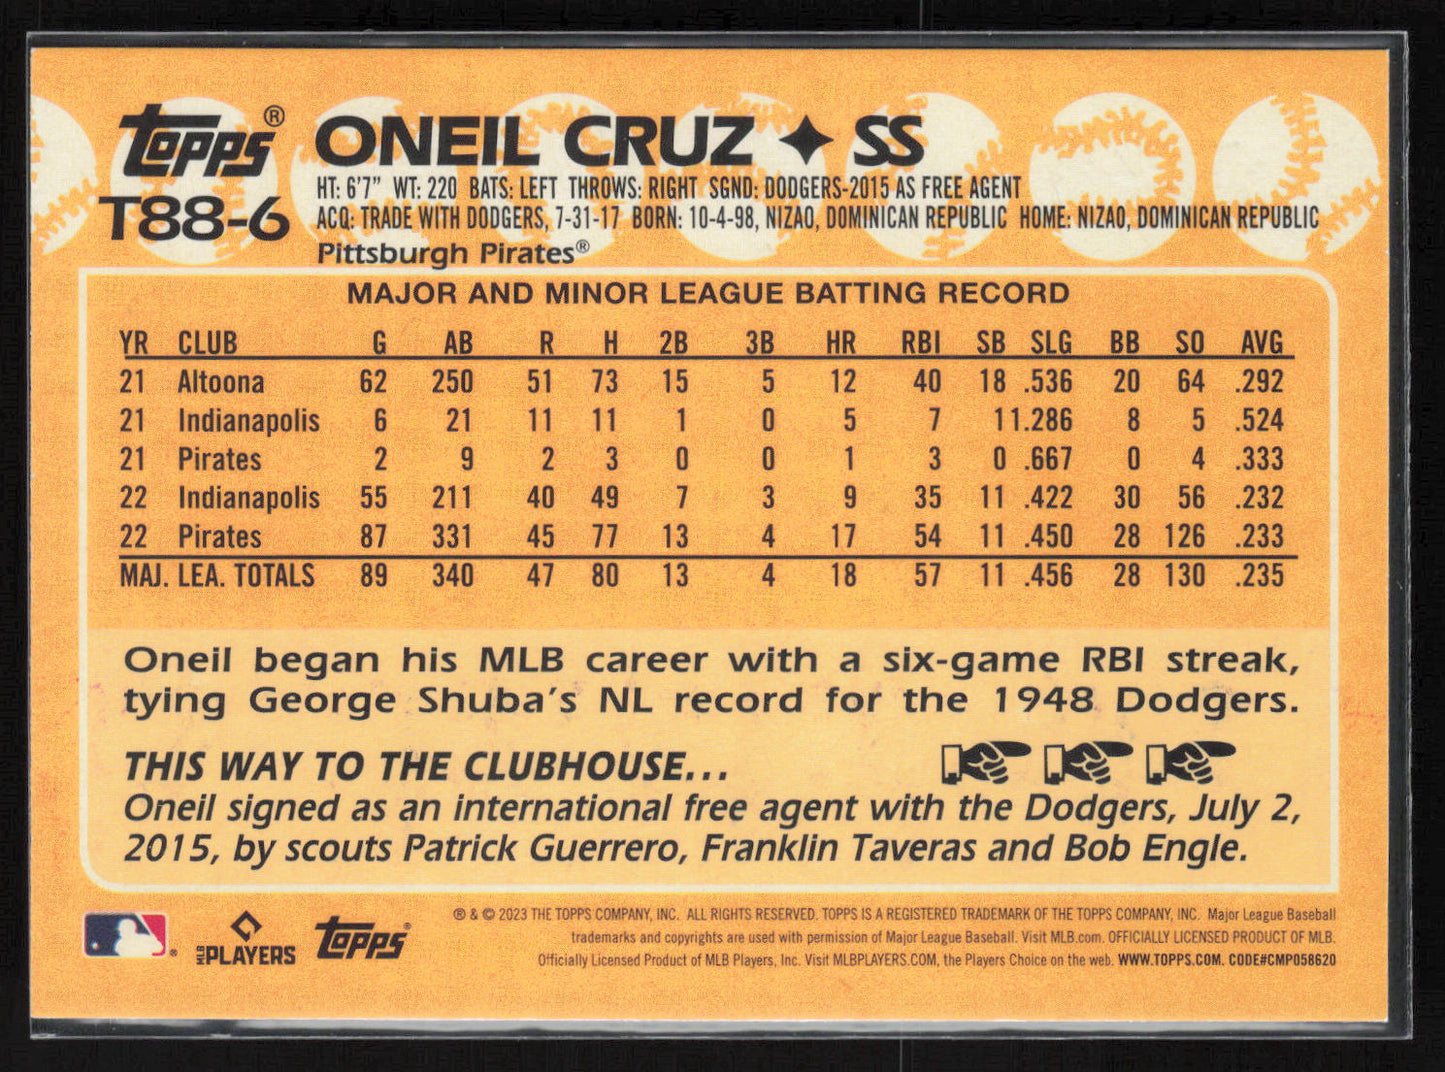 Topps® ONEIL CRUZ ✦ SS
T88-6 HT: 6'7" WT: 220 BATS: LEFT THROWS: RIGHT SGND: DODGERS-2015 AS FREE AGENT
ACQ: TRADE WITH DODGERS, 7-31-17 BORN: 10-4-98, NIZAO, DOMINICAN REPUBLIC HOME: NIZAO, DOMINICAN REPUBLIC
Pittsburgh Pirates®
MAJOR AND MINOR LEAGUE BATTING RECORD
YR CLUB G AB R H 2B 3B HR RBI SB SLG BB SO AVG
21 Altoona 62 250 51 73 15 5 12 40 18 .536 20 64 .292
21 Indianapolis 6 21 11 11 1 0 5 7 1 1.286 8 5 .524
21 Pirates 2 9 2 3 0 0 1 3 0 .667 0 4 .333
22 Indianapolis 55 211 40 49 7 3 9 35 11 .422 30 56 .232
22 Pirates 87 331 45 77 13 4 17 54 11 .450 28 126 .233
MAJ. LEA. TOTALS 89 340 47 80 13 4 18 57 11 .456 28 130 .235
Oneil began his MLB career with a six-game RBI streak,
tying George Shuba's NL record for the 1948 Dodgers.
THIS WAY TO THE CLUBHOUSE...
Oneil signed as an international free agent with the Dodgers, July 2,
2015, by scouts Patrick Guerrero, Franklin Taveras and Bob Engle.
MLB PLAYERS Topps®
® & © 2023 THE TOPPS COMPANY, INC. ALL RIGHTS RESERVED. TOPPS IS A REGISTERED TRADEMARK OF THE TOPPS COMPANY, INC. Major League Baseball
trademarks and copyrights are used with permission of Major League Baseball. Visit MLB.com. OFFICIALLY LICENSED PRODUCT OF MLB.
Officially Licensed Product of MLB Players, Inc. Visit MLBPLAYERS.COM, the Players Choice on the web. WWW.TOPPS.COM. CODE#CMP058620